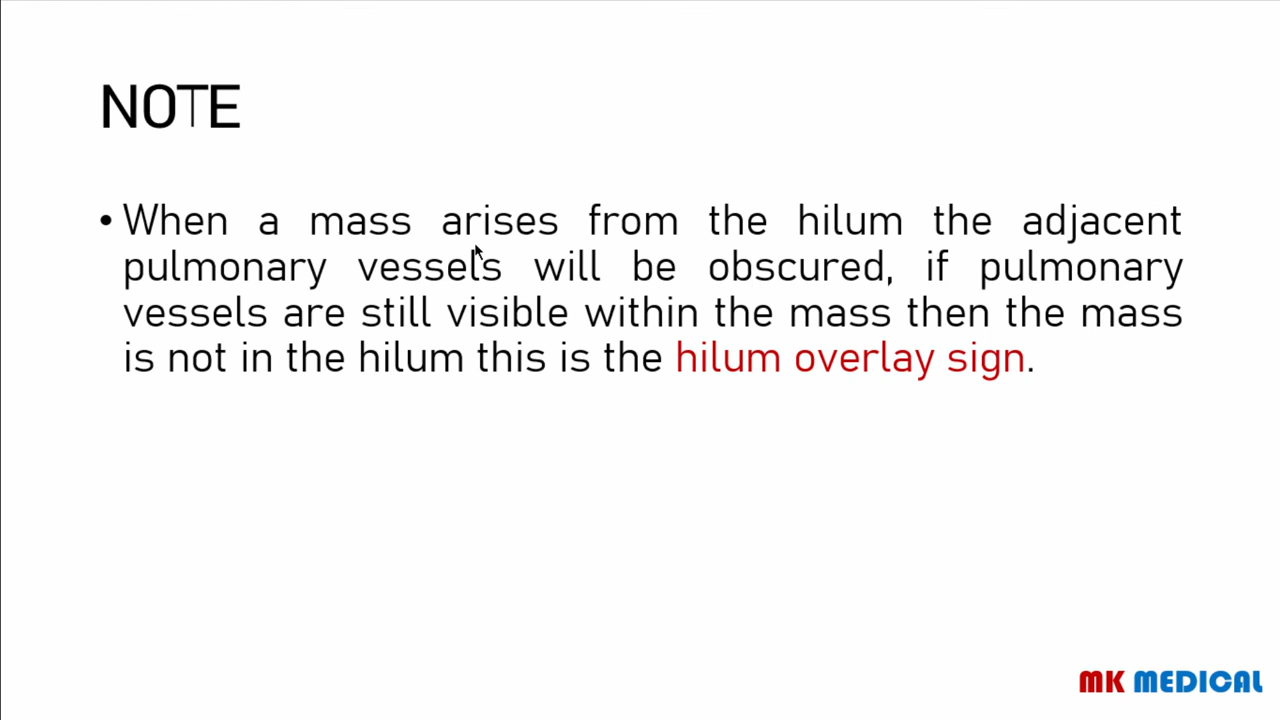 NOTE
• When a mass arises from the hilum the adjacent
pulmonary vessels will be obscured, if pulmonary
vessels are still visible within the mass then the mass
is not in the hilum this is the hilum overlay sign.
MK MEDICAL